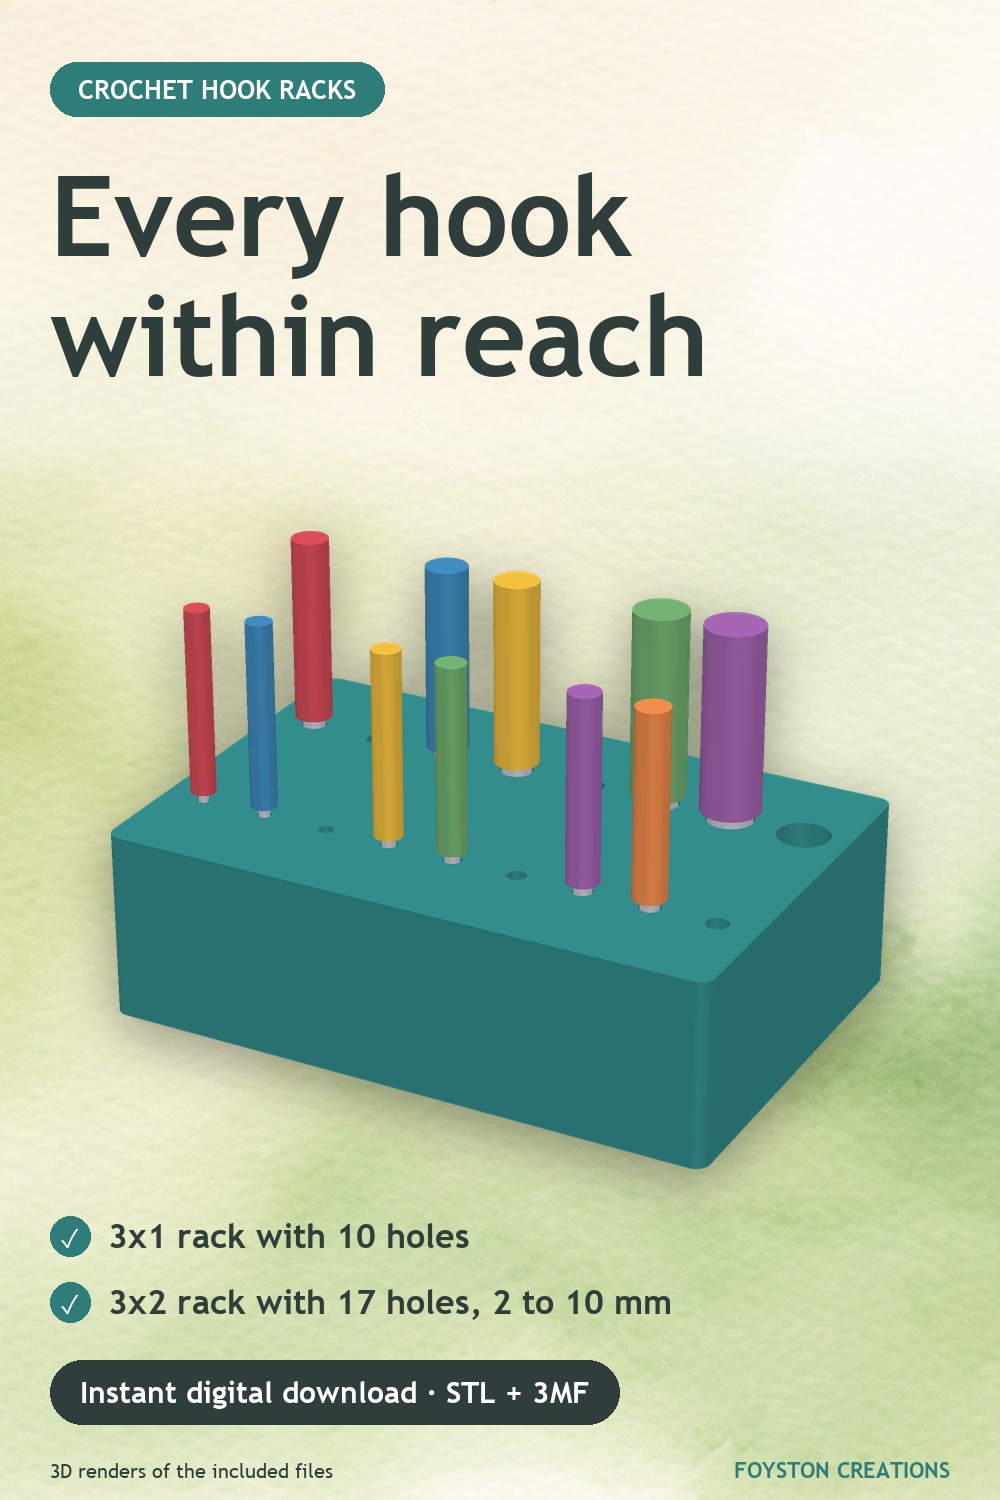 CROCHET HOOK RACKS
Every hook
within reach
✓ 3x1 rack with 10 holes
✓ 3x2 rack with 17 holes, 2 to 10 mm
Instant digital download · STL + 3MF
3D renders of the included files
FOYSTON CREATIONS